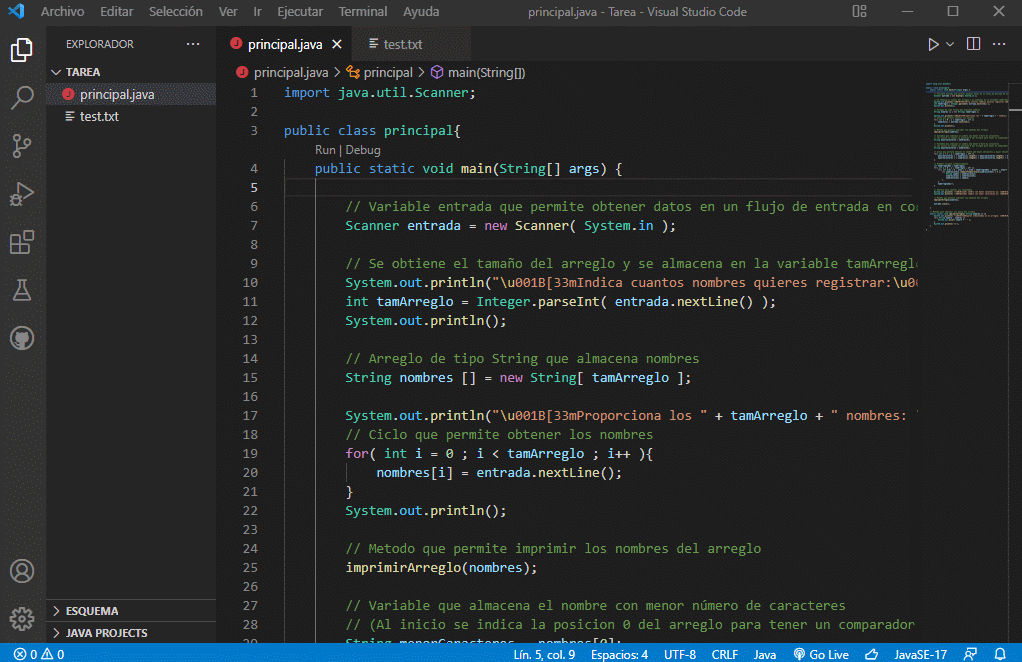 Archivo Editar Selección Ver Ir Ejecutar Terminal Ayuda principal.java - Tarea - Visual Studio Code
EXPLORADOR
TAREA
principal.java
test.txt
ESQUEMA
JAVA PROJECTS
principal.java test.txt
principal.java > principal > main(String[])
1 import java.util.Scanner;
2
3 public class principal{
Run | Debug
4 public static void main(String[] args) {
5
6 // Variable entrada que permite obtener datos en un flujo de entrada en co
7 Scanner entrada = new Scanner( System.in );
8
9 // Se obtiene el tamaño del arreglo y se almacena en la variable tamArregl
10 System.out.println("\u001B[33mIndica cuantos nombres quieres registrar:\u0
11 int tamArreglo = Integer.parseInt( entrada.nextLine() );
12 System.out.println();
13
14 // Arreglo de tipo String que almacena nombres
15 String nombres [] = new String[ tamArreglo ];
16
17 System.out.println("\u001B[33mProporciona los " + tamArreglo + " nombres: 
18 // Ciclo que permite obtener los nombres
19 for( int i = 0 ; i < tamArreglo ; i++ ){
20 nombres[i] = entrada.nextLine();
21 }
22 System.out.println();
23
24 // Metodo que permite imprimir los nombres del arreglo
25 imprimirArreglo(nombres);
26
27 // Variable que almacena el nombre con menor número de caracteres
28 // (Al inicio se indica la posicion 0 del arreglo para tener un comparador
29 String menorCaracteres = nombres[0];
0 0 Lín. 5, col. 9 Espacios: 4 UTF-8 CRLF Java Go Live JavaSE-17